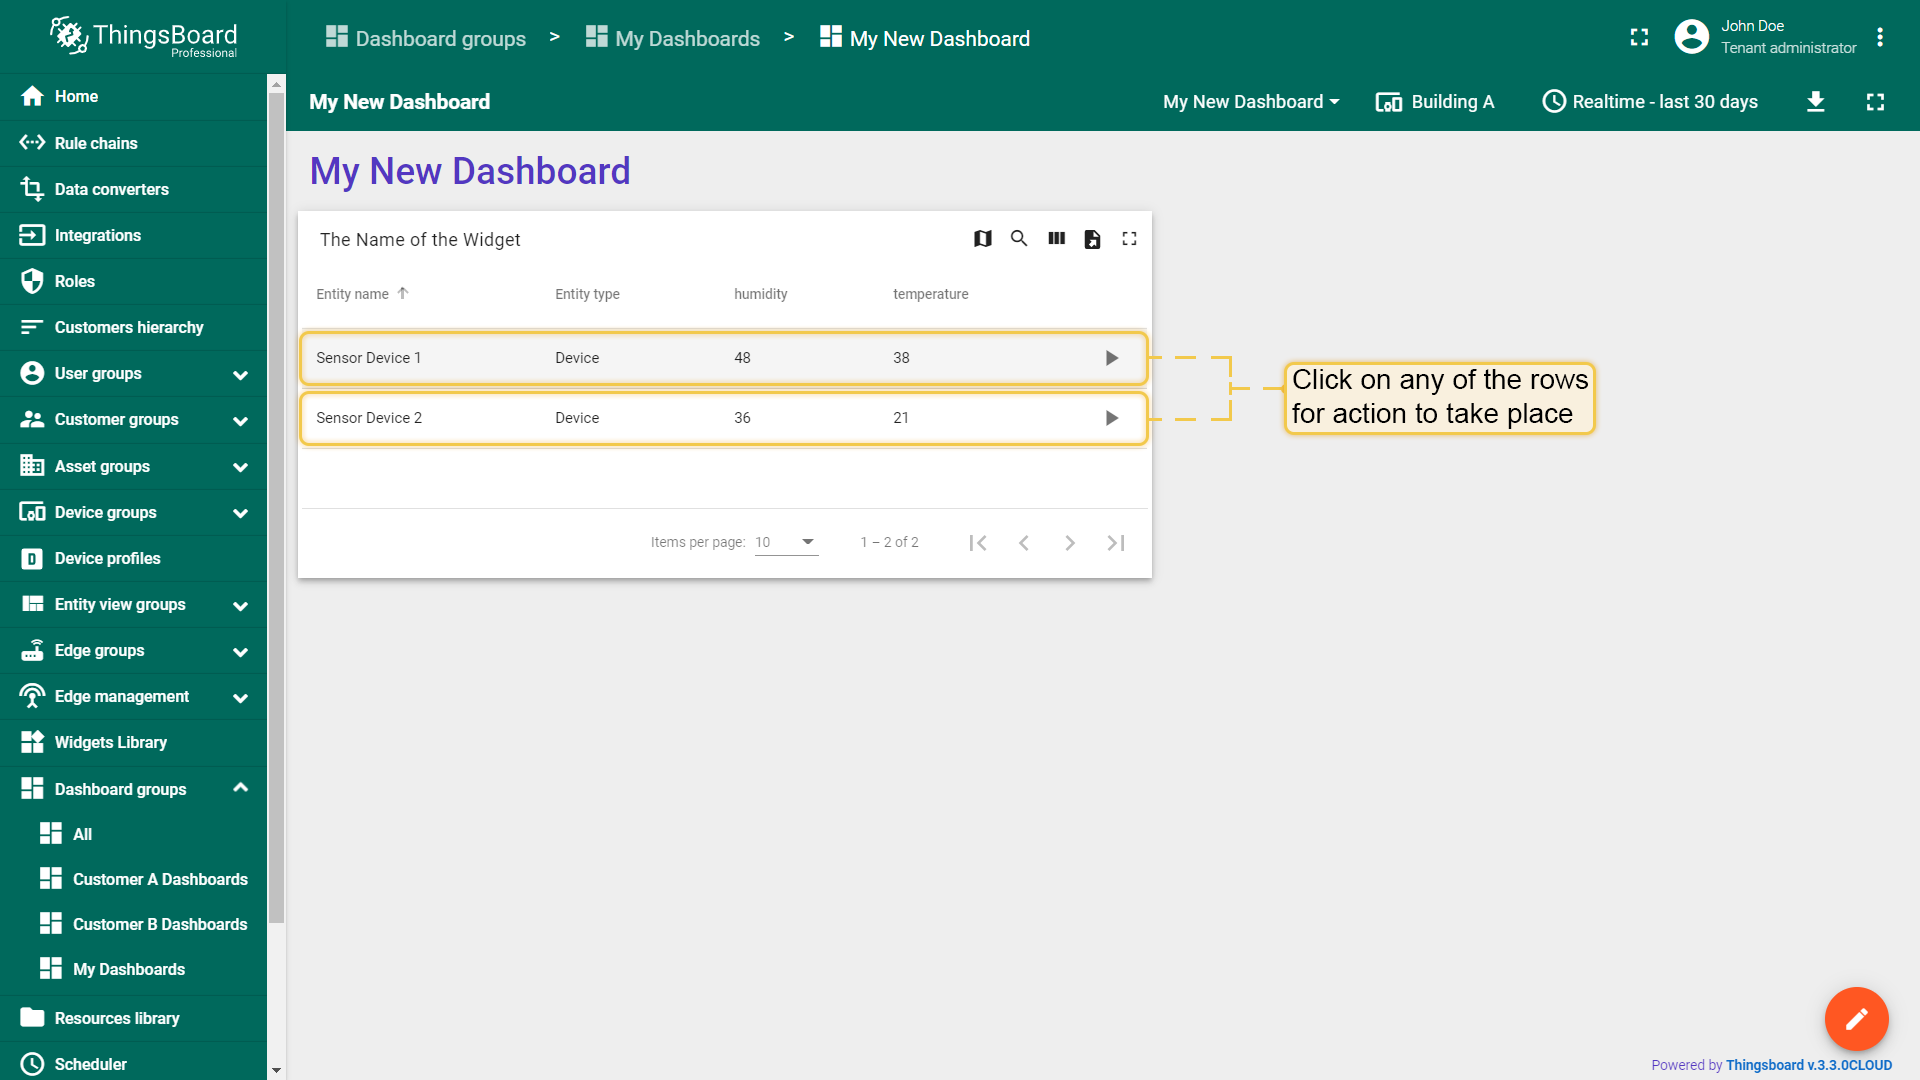 ThingsBoard
Professional
Dashboard groups > My Dashboards > My New Dashboard
John Doe
Tenant administrator
My New Dashboard
My New Dashboard
Building A
Realtime - last 30 days
Home
Rule chains
Data converters
Integrations
Roles
Customers hierarchy
User groups
Customer groups
Asset groups
Device groups
D
Device profiles
Entity view groups
Edge groups
Edge management
Widgets Library
Dashboard groups
All
Customer A Dashboards
Customer B Dashboards
My Dashboards
Resources library
Scheduler
My New Dashboard
The Name of the Widget
Entity name Entity type humidity temperature
Sensor Device 1 Device 48 38
Sensor Device 2 Device 36 21
Items per page: 10 1 – 2 of 2
Click on any of the rows
for action to take place
Powered by Thingsboard v.3.3.0CLOUD